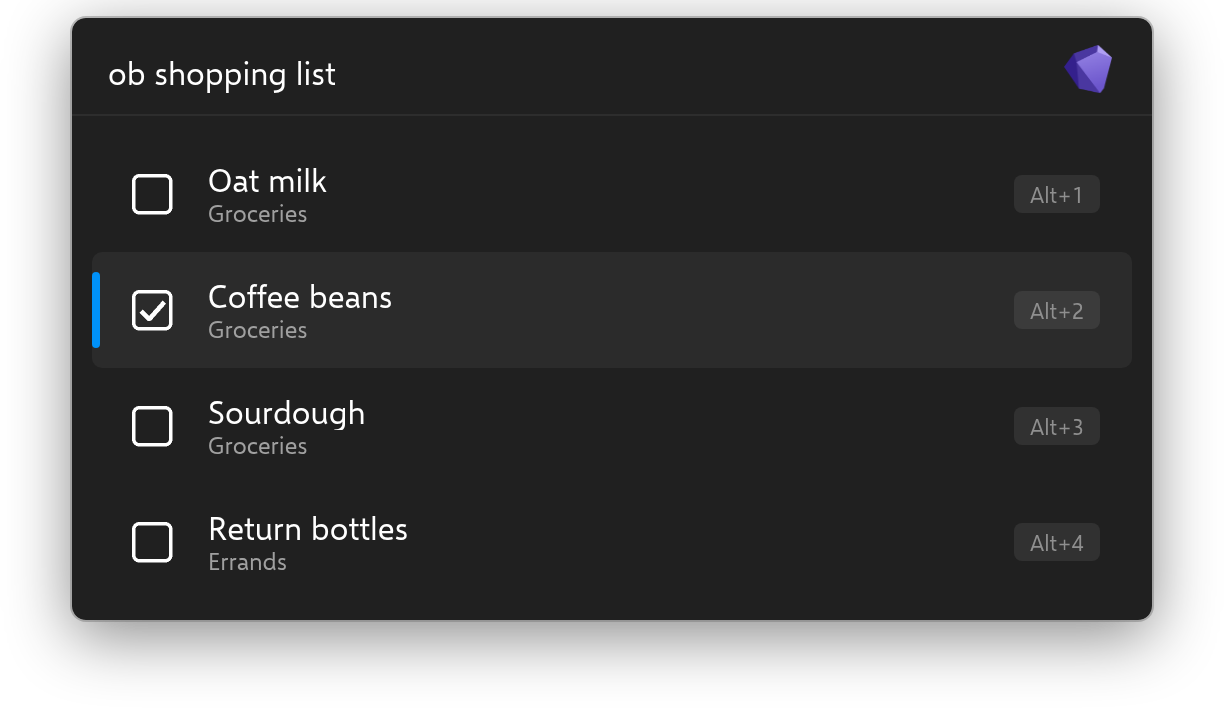 ob shopping list
Oat milk
Groceries
Alt+1
Coffee beans
Groceries
Alt+2
Sourdough
Groceries
Alt+3
Return bottles
Errands
Alt+4